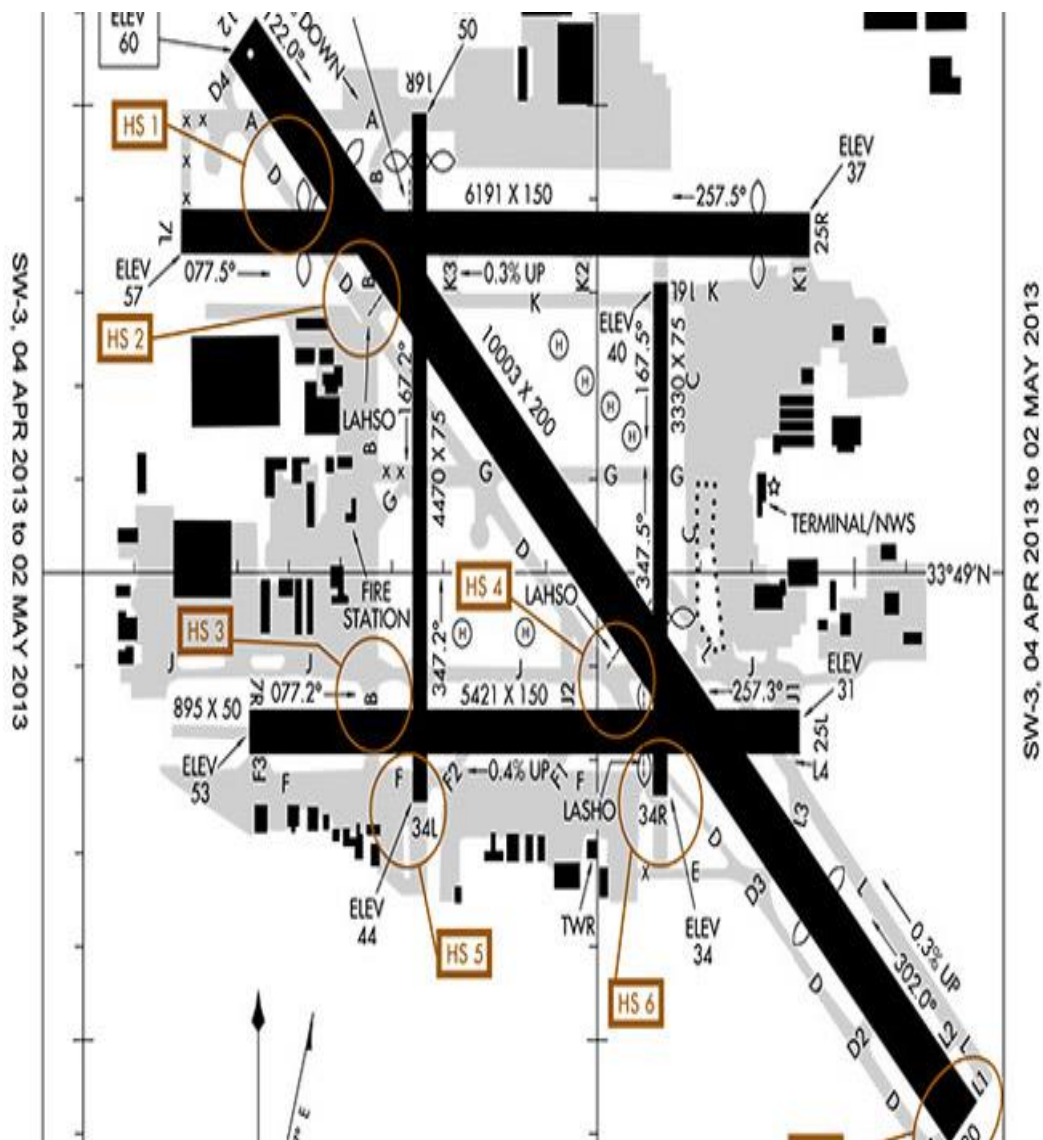 ELEV
60
12
122.0°
DOWN
50
16R
D4
HS 1
A
A
D
B
ELEV
37
6191 X 150
257.5°
7L
25R
ELEV
57
077.5°
D
B
K3
0.3% UP
K2
K1
K
16L
K
HS 2
ELEV
40
167.5°
3330 X 75
C
10003 X 200
167.2°
LAHSO
B
H
H
H
H
4470 X 75
X X
G
G
G
G
347.5°
C
TERMINAL/NWS
D
SW-3, 04 APR 2013 to 02 MAY 2013
SW-3, 04 APR 2013 to 02 MAY 2013
33°49'N
FIRE
STATION
HS 4
LAHSO
HS 3
347.2°
H
H
L
J
J
J
J
ELEV
31
7R
077.2°
B
5421 X 150
J2
257.3°
J1
895 X 50
25L
ELEV
53
F3
F
F
F2
0.4% UP
F1
F
L4
LASHO
34L
34R
L3
D
X
E
D3
L
ELEV
44
TWR
ELEV
34
HS 5
HS 6
0.3% UP
302.0°
D
D2
L2
L
L1
D
E